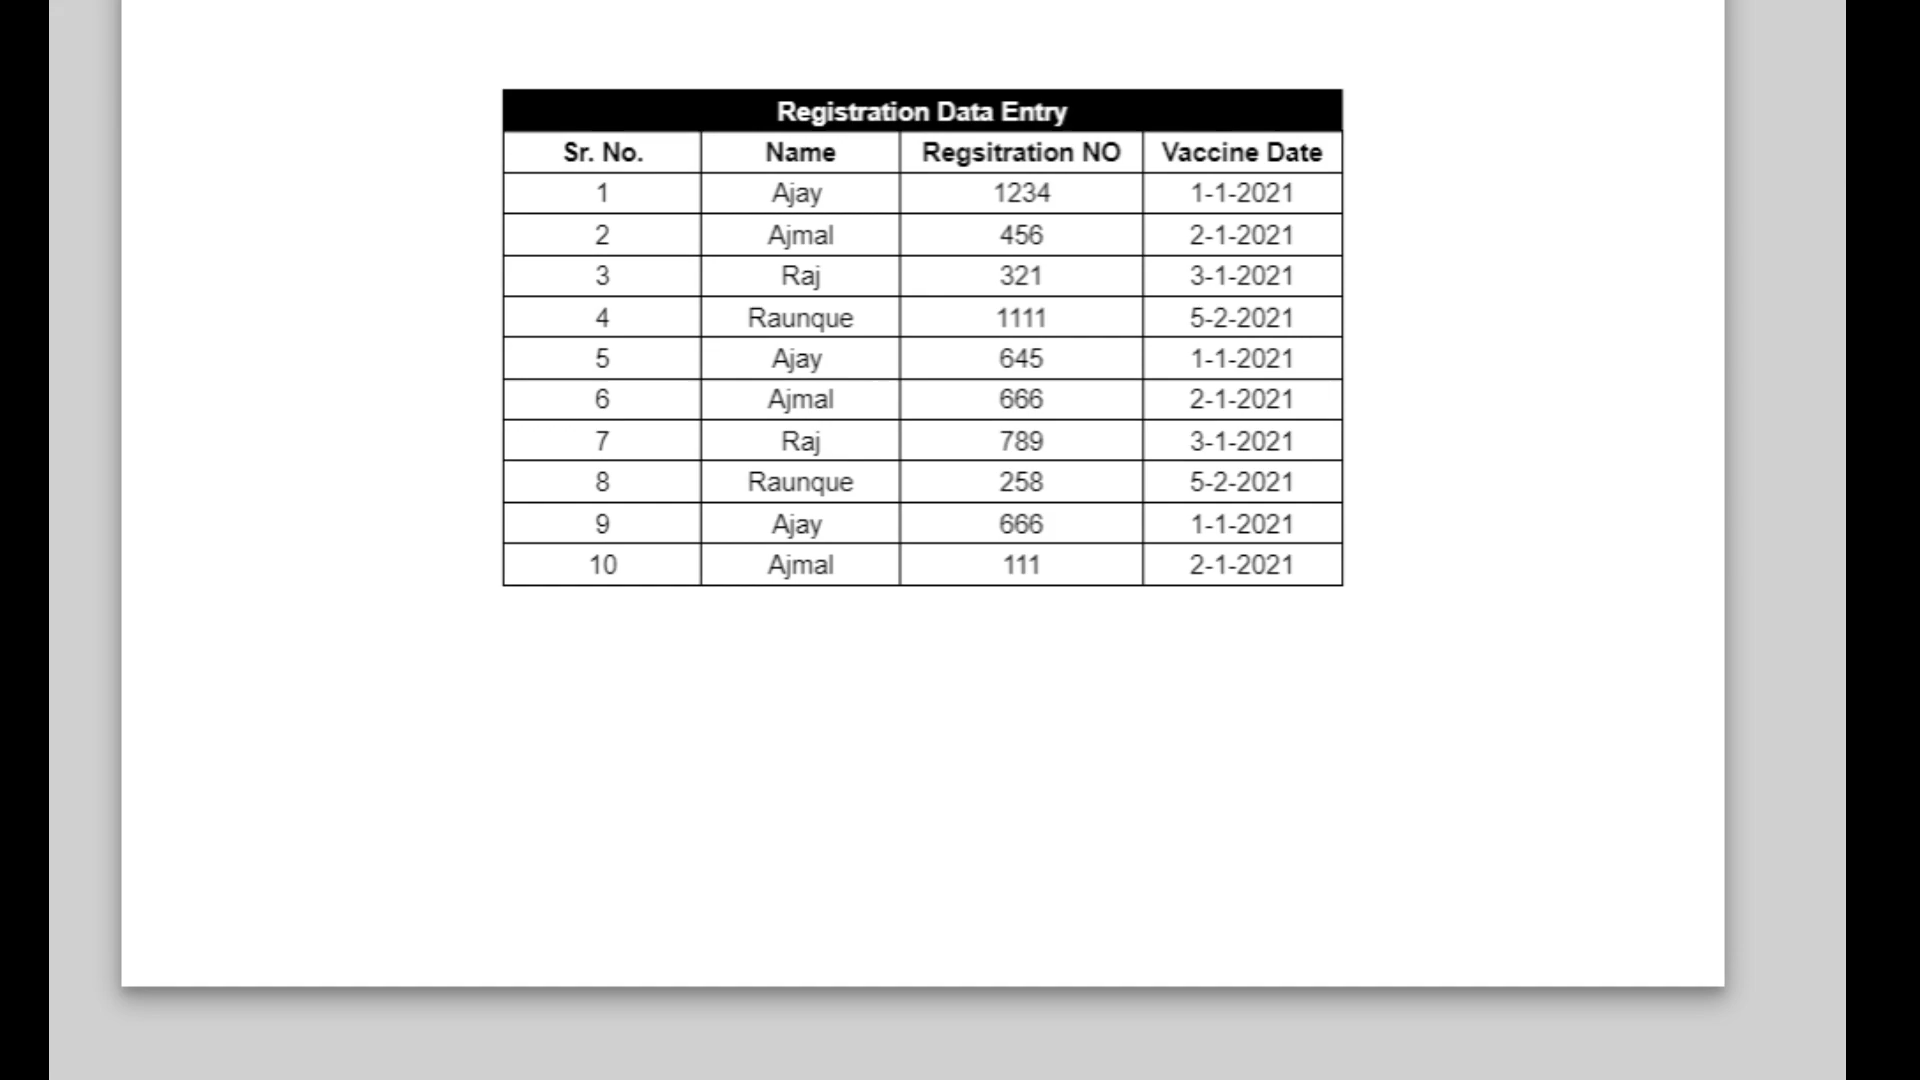 Registration Data Entry
Sr. No. Name Regsitration NO Vaccine Date
1 Ajay 1234 1-1-2021
2 Ajmal 456 2-1-2021
3 Raj 321 3-1-2021
4 Raunque 1111 5-2-2021
5 Ajay 645 1-1-2021
6 Ajmal 666 2-1-2021
7 Raj 789 3-1-2021
8 Raunque 258 5-2-2021
9 Ajay 666 1-1-2021
10 Ajmal 111 2-1-2021